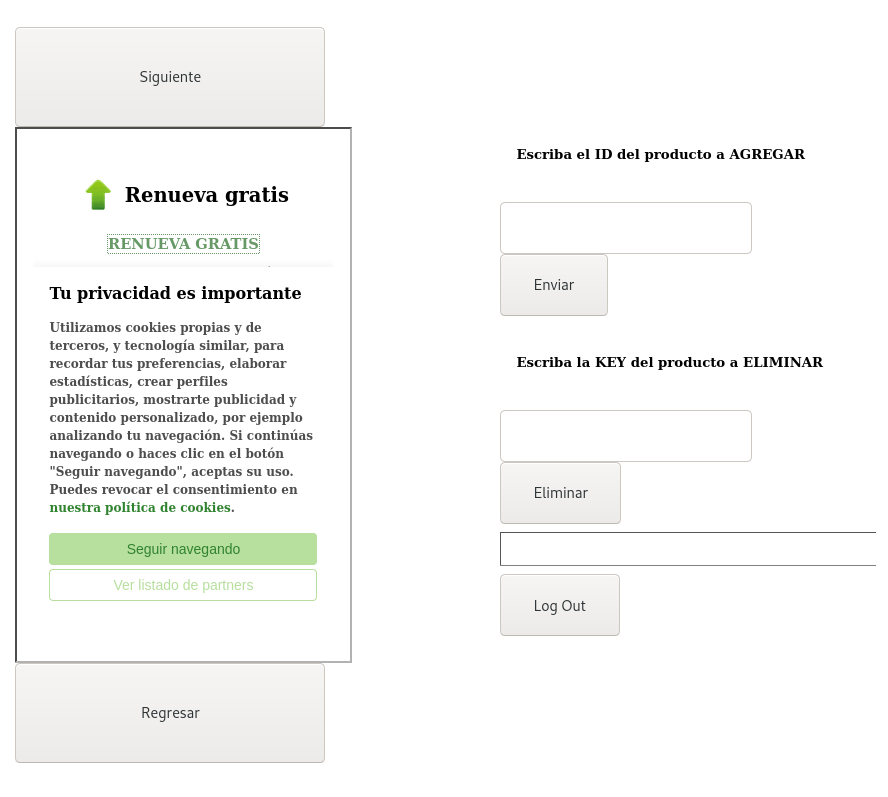 Siguiente
Renueva gratis
RENUEVA GRATIS
Tu privacidad es importante
Utilizamos cookies propias y de
terceros, y tecnología similar, para
recordar tus preferencias, elaborar
estadísticas, crear perfiles
publicitarios, mostrarte publicidad y
contenido personalizado, por ejemplo
analizando tu navegación. Si continúas
navegando o haces clic en el botón
"Seguir navegando", aceptas su uso.
Puedes revocar el consentimiento en
nuestra política de cookies.
Seguir navegando
Ver listado de partners
Regresar
Escriba el ID del producto a AGREGAR
Enviar
Escriba la KEY del producto a ELIMINAR
Eliminar
Log Out